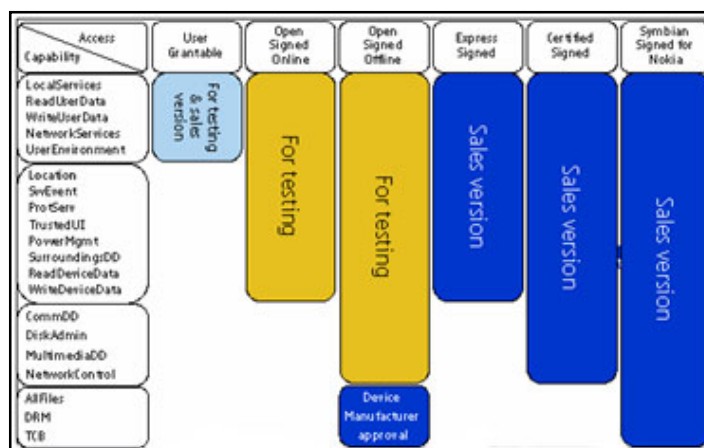 Access
Capability
User
Grantable
Open
Signed
Online
Open
Signed
Offline
Express
Signed
Certified
Signed
Symbian
Signed for
Nokia
LocalServices
ReadUserData
WriteUserData
NetworkServices
UserEnvironment
For testing
& sales
version
For testing
For testing
Sales version
Sales version
Sales version
Location
SwEvent
ProtServ
TrustedUI
PowerMgmt
SurroundingsDD
ReadDeviceData
WriteDeviceData
CommDD
DiskAdmin
MultimediaDD
NetworkControl
AllFiles
DRM
TCB
Device
Manufacturer
approval